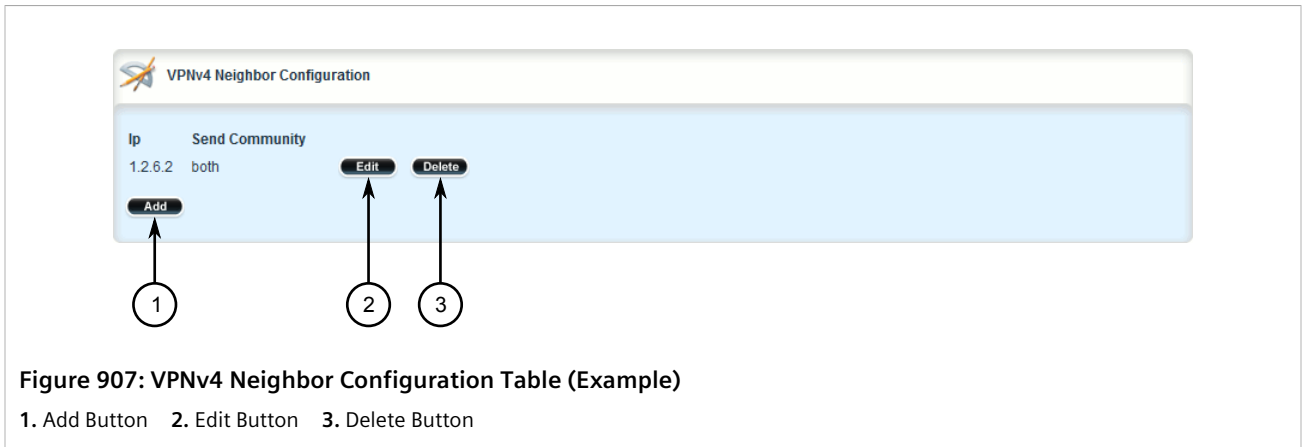 VPNv4 Neighbor Configuration
Ip Send Community
1.2.6.2 both Edit Delete
Add
1 2 3
Figure 907: VPNv4 Neighbor Configuration Table (Example)
1. Add Button 2. Edit Button 3. Delete Button